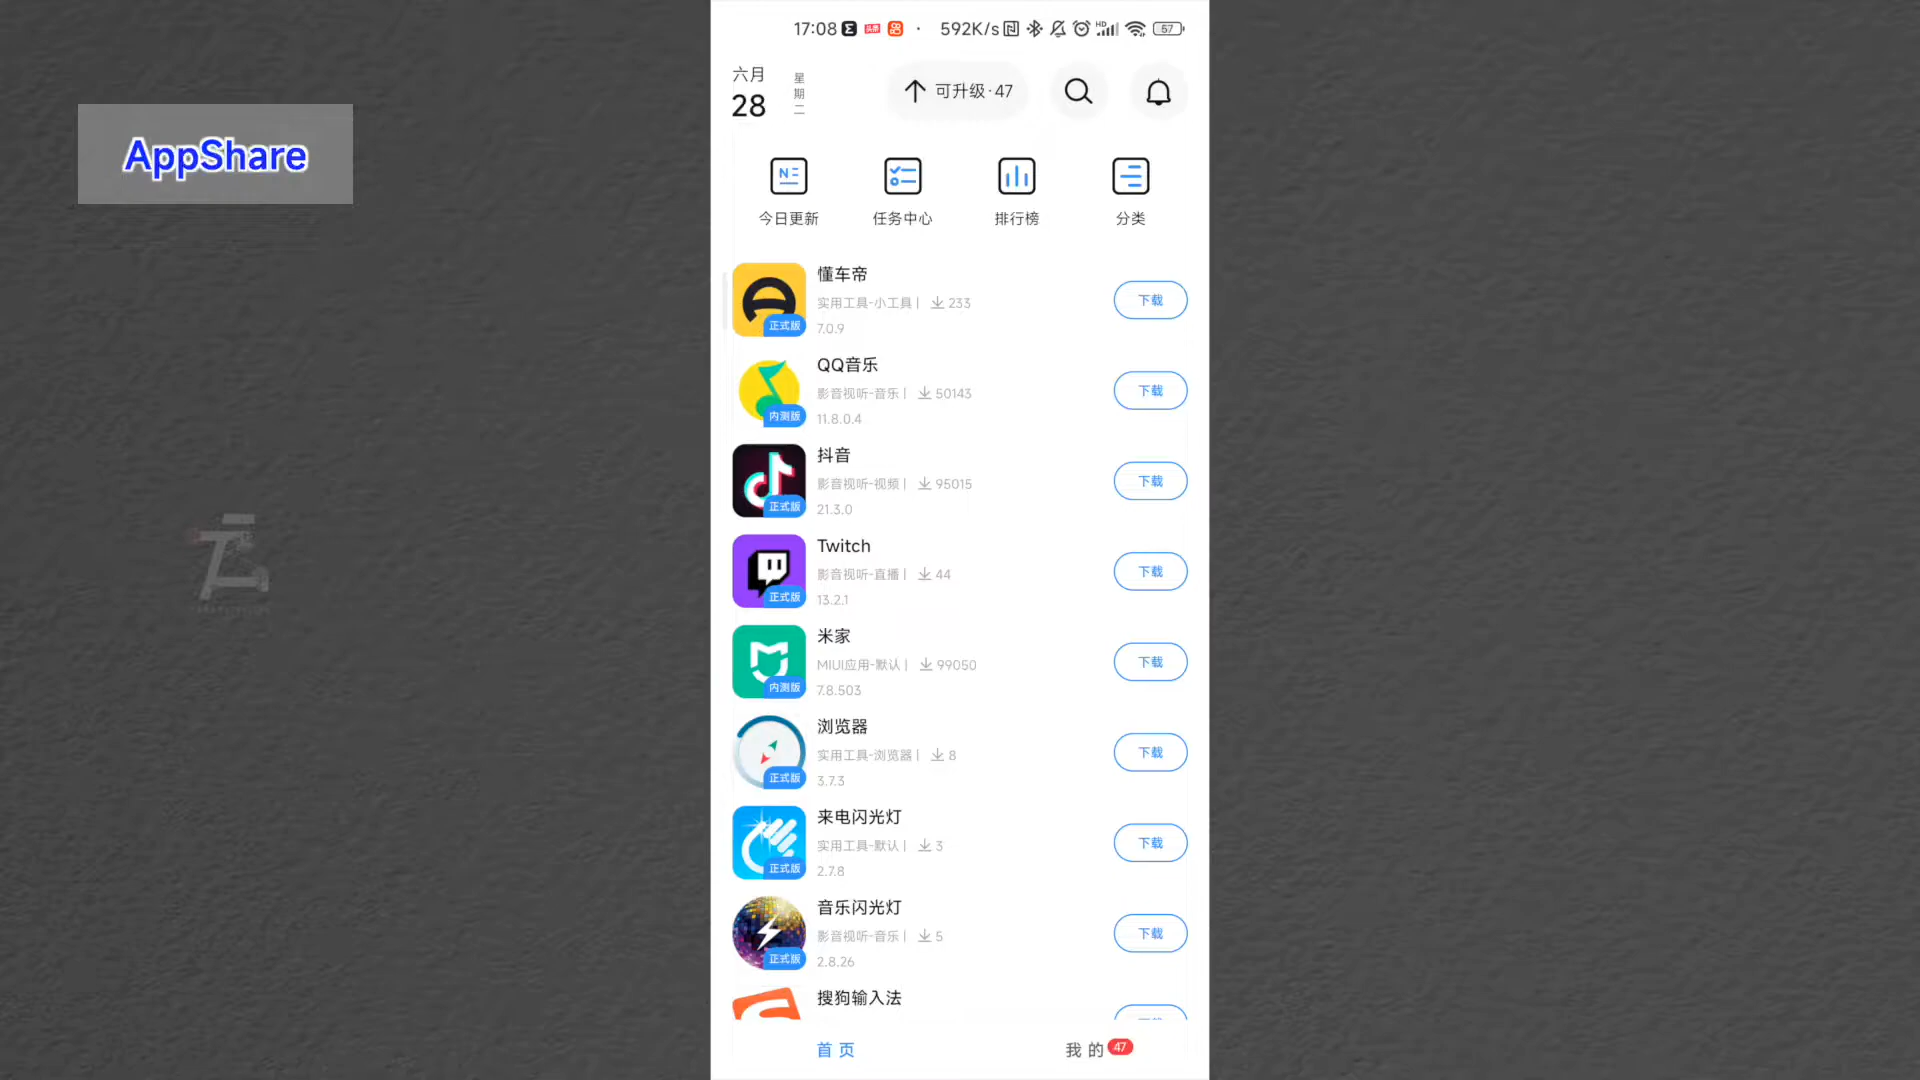 AppShare
17:08
592K/s
57
六月
28
星期二
可升级·47
今日更新
任务中心
排行榜
分类
懂车帝
实用工具-小工具 | 233
7.0.9
正式版
下载
QQ音乐
影音视听-音乐 | 50143
11.8.0.4
内测版
下载
抖音
影音视听-视频 | 95015
21.3.0
正式版
下载
Twitch
影音视听-直播 | 44
13.2.1
正式版
下载
米家
MIUI应用-默认 | 99050
7.8.503
内测版
下载
浏览器
实用工具-浏览器 | 8
3.7.3
正式版
下载
来电闪光灯
实用工具-默认 | 3
2.7.8
正式版
下载
音乐闪光灯
影音视听-音乐 | 5
2.8.26
正式版
下载
搜狗输入法
首页
我的
47